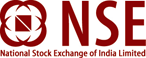 NSE
National Stock Exchange of India Limited